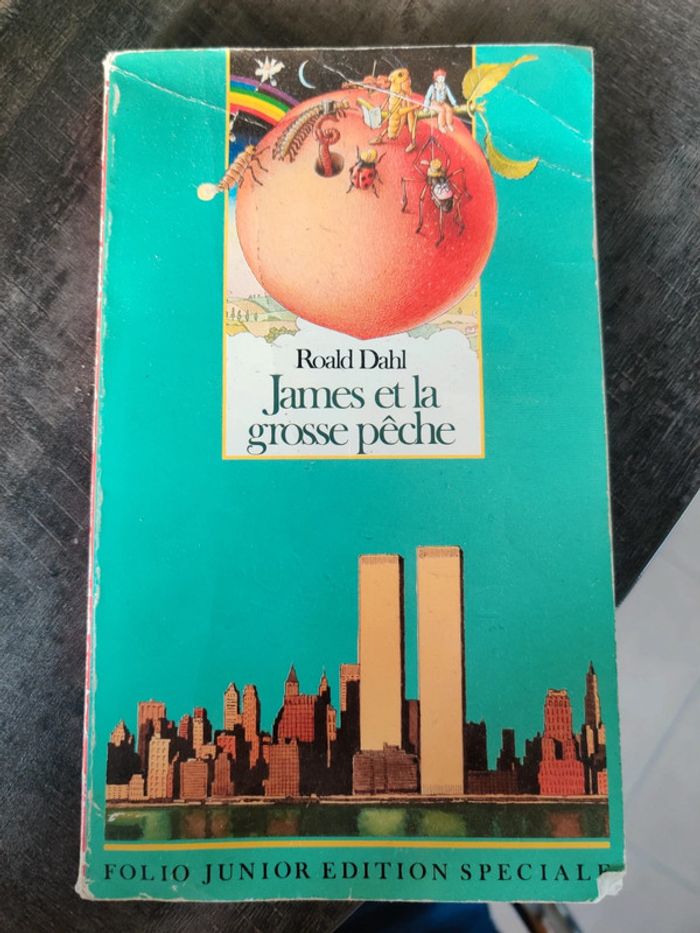 Roald Dahl
James et la
grosse pêche
FOLIO JUNIOR EDITION SPECIALE